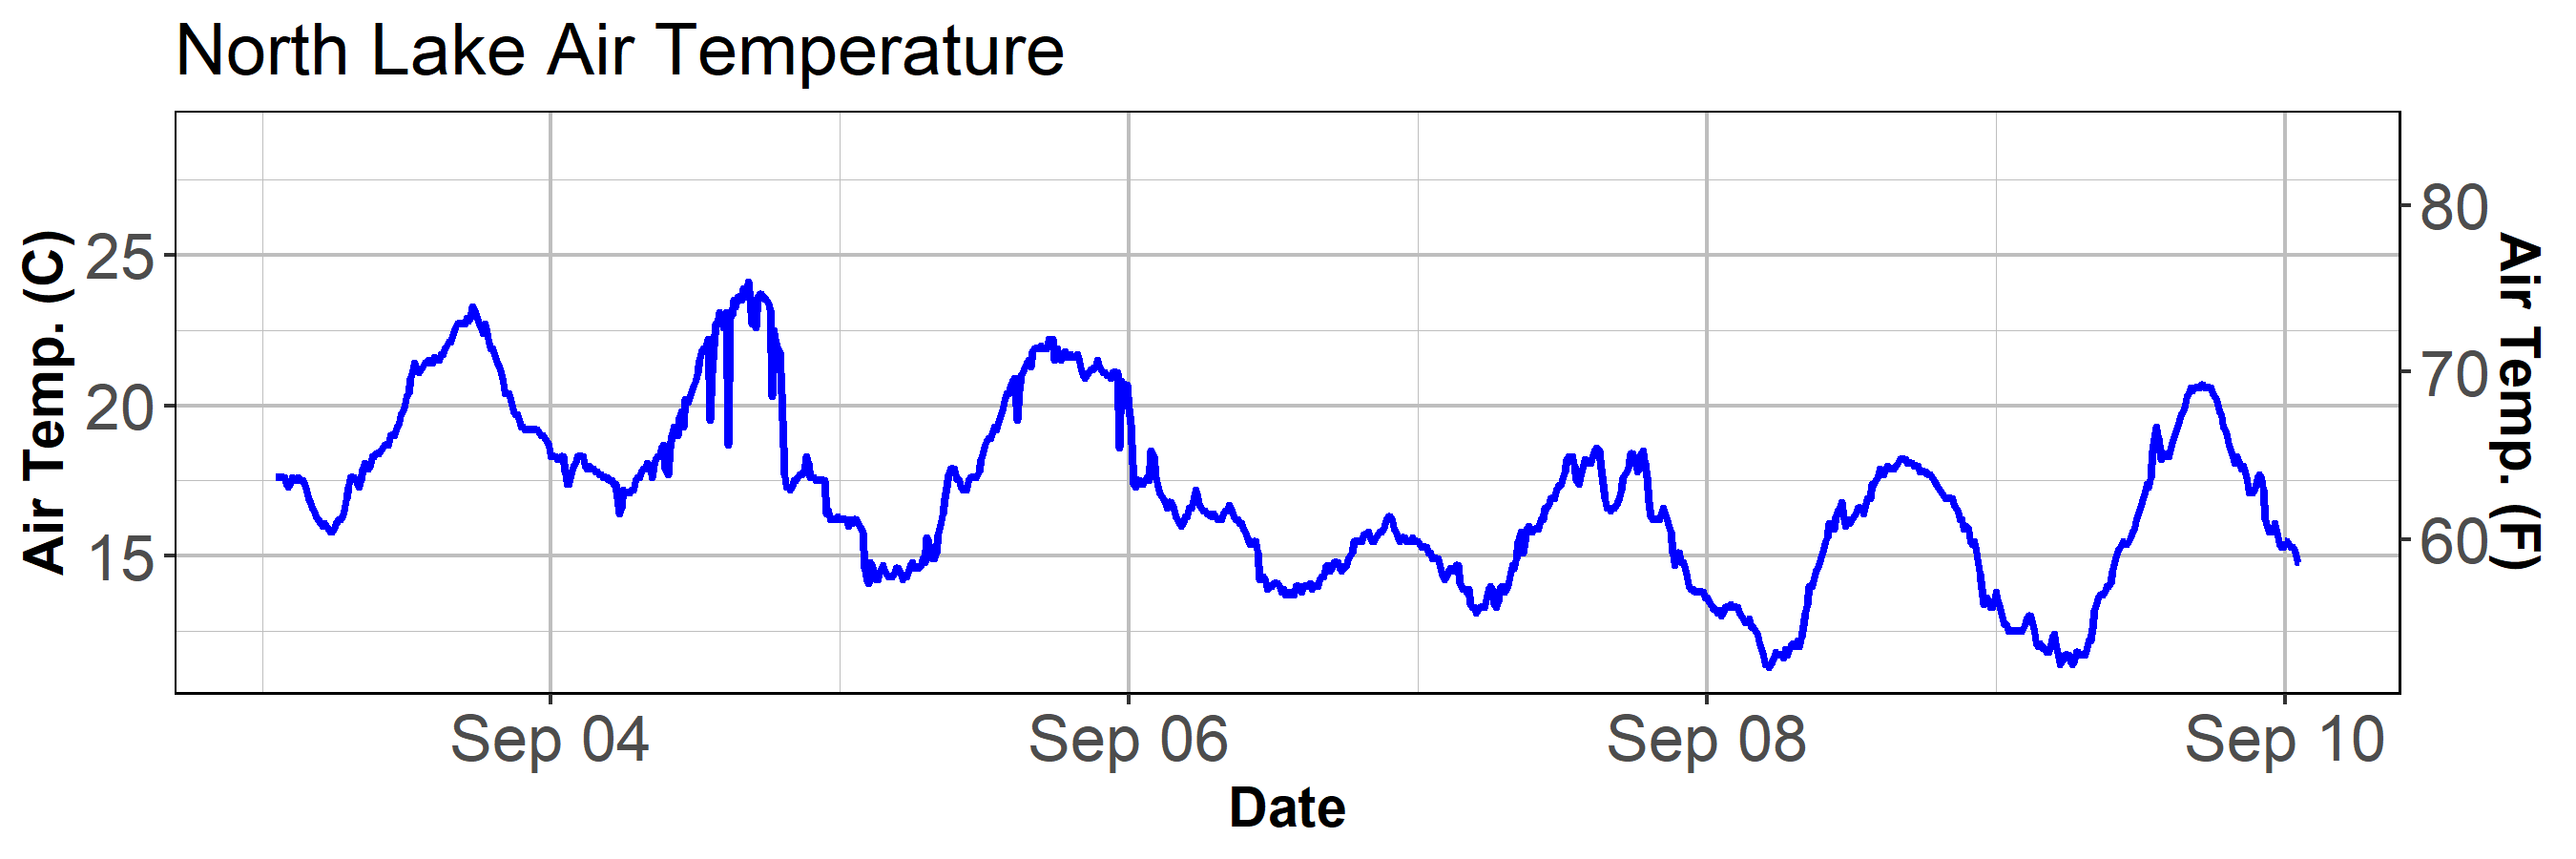 North Lake Air Temperature
Air Temp. (C)
25
20
15
80
70
60
Air Temp. (F)
Sep 04
Sep 06
Sep 08
Sep 10
Date